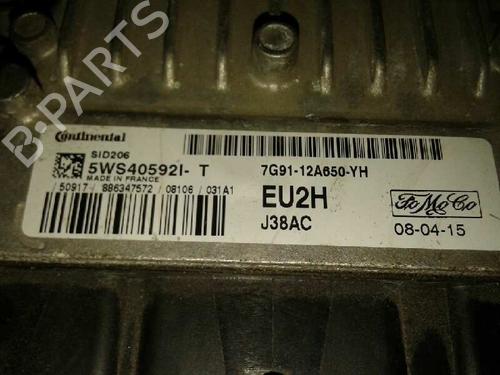 B-PARTS
Continental
SID206
5WS40592I- T
MADE IN FRANCE
50917 / 886347572 / 08106 / 031A1
7G91-12A650-YH
EU2H
J38AC
FoMoCo
08-04-15